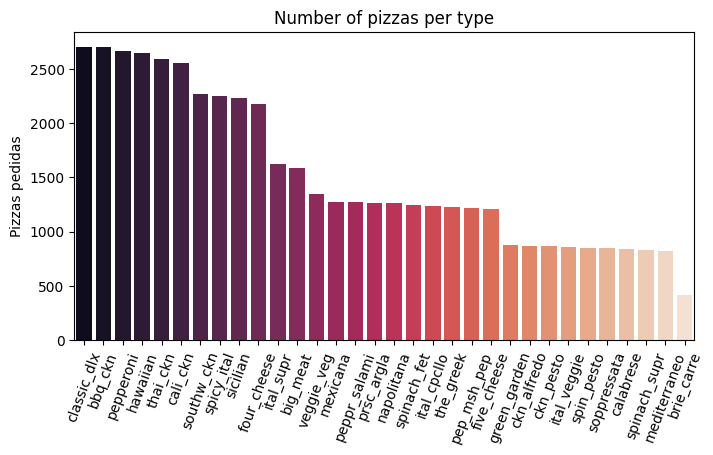 Number of pizzas per type
Pizzas pedidas
2500
2000
1500
1000
500
0
classic_dlx
bbq_ckn
pepperoni
hawaiian
thai_ckn
cali_ckn
southw_ckn
spicy_ital
sicilian
four_cheese
ital_supr
big_meat
veggie_veg
mexicana
peppr_salami
prsc_argla
napolitana
spinach_fet
ital_cpcllo
the_greek
pep_msh_pep
five_cheese
green_garden
ckn_alfredo
ckn_pesto
ital_veggie
spin_pesto
soppressata
calabrese
spinach_supr
mediterraneo
brie_carre